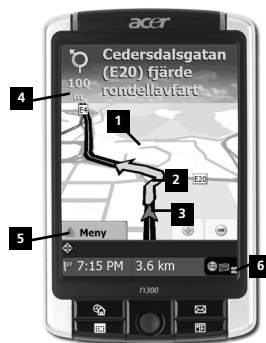 acer
Cedersdalsgatan
(E20) fjärde
rondellavfart
100
m
4
E4
1
2
E20
3
5
Meny
7:15 PM 3.6 km
6
n300